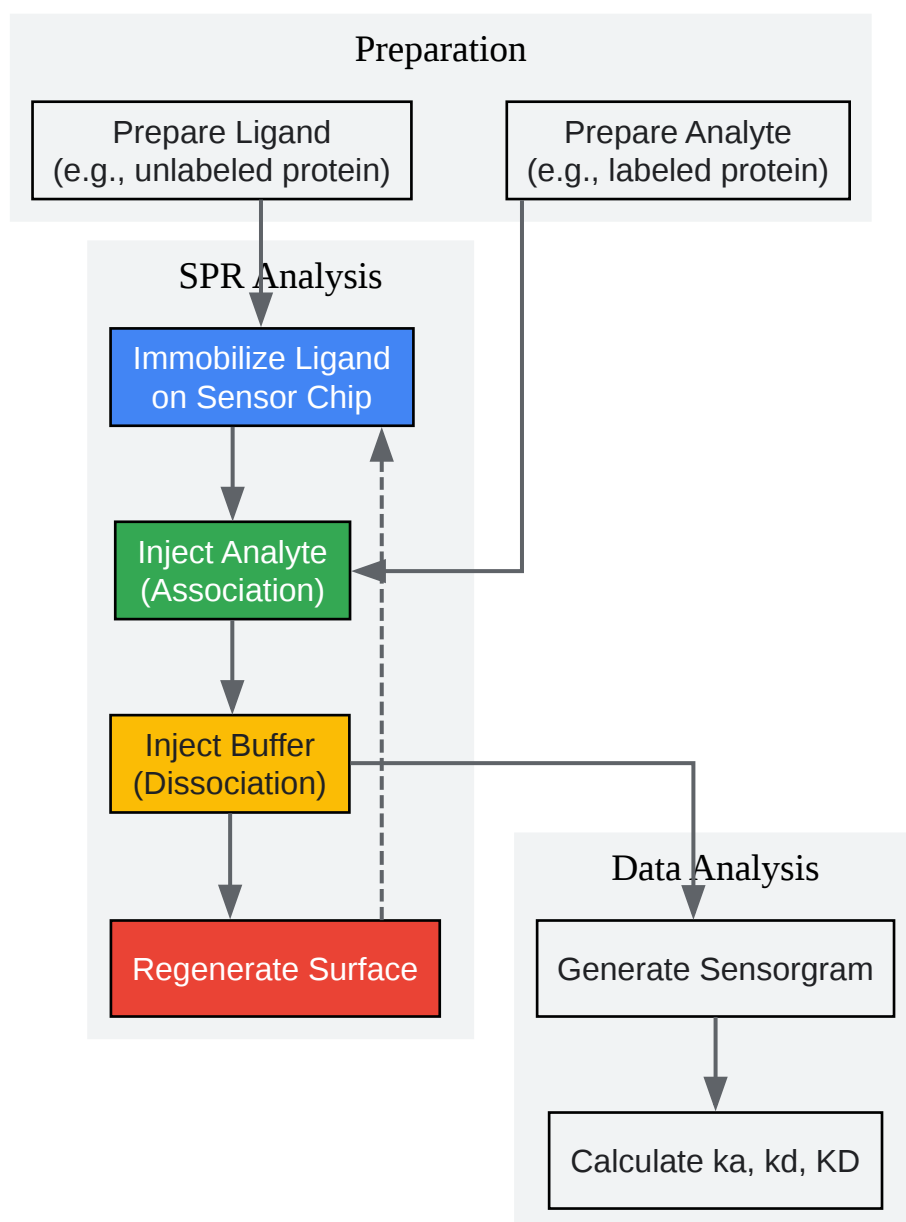 Preparation
Prepare Ligand
(e.g., unlabeled protein)
Prepare Analyte
(e.g., labeled protein)
SPR Analysis
Immobilize Ligand
on Sensor Chip
Inject Analyte
(Association)
Inject Buffer
(Dissociation)
Regenerate Surface
Data Analysis
Generate Sensorgram
Calculate ka, kd, KD